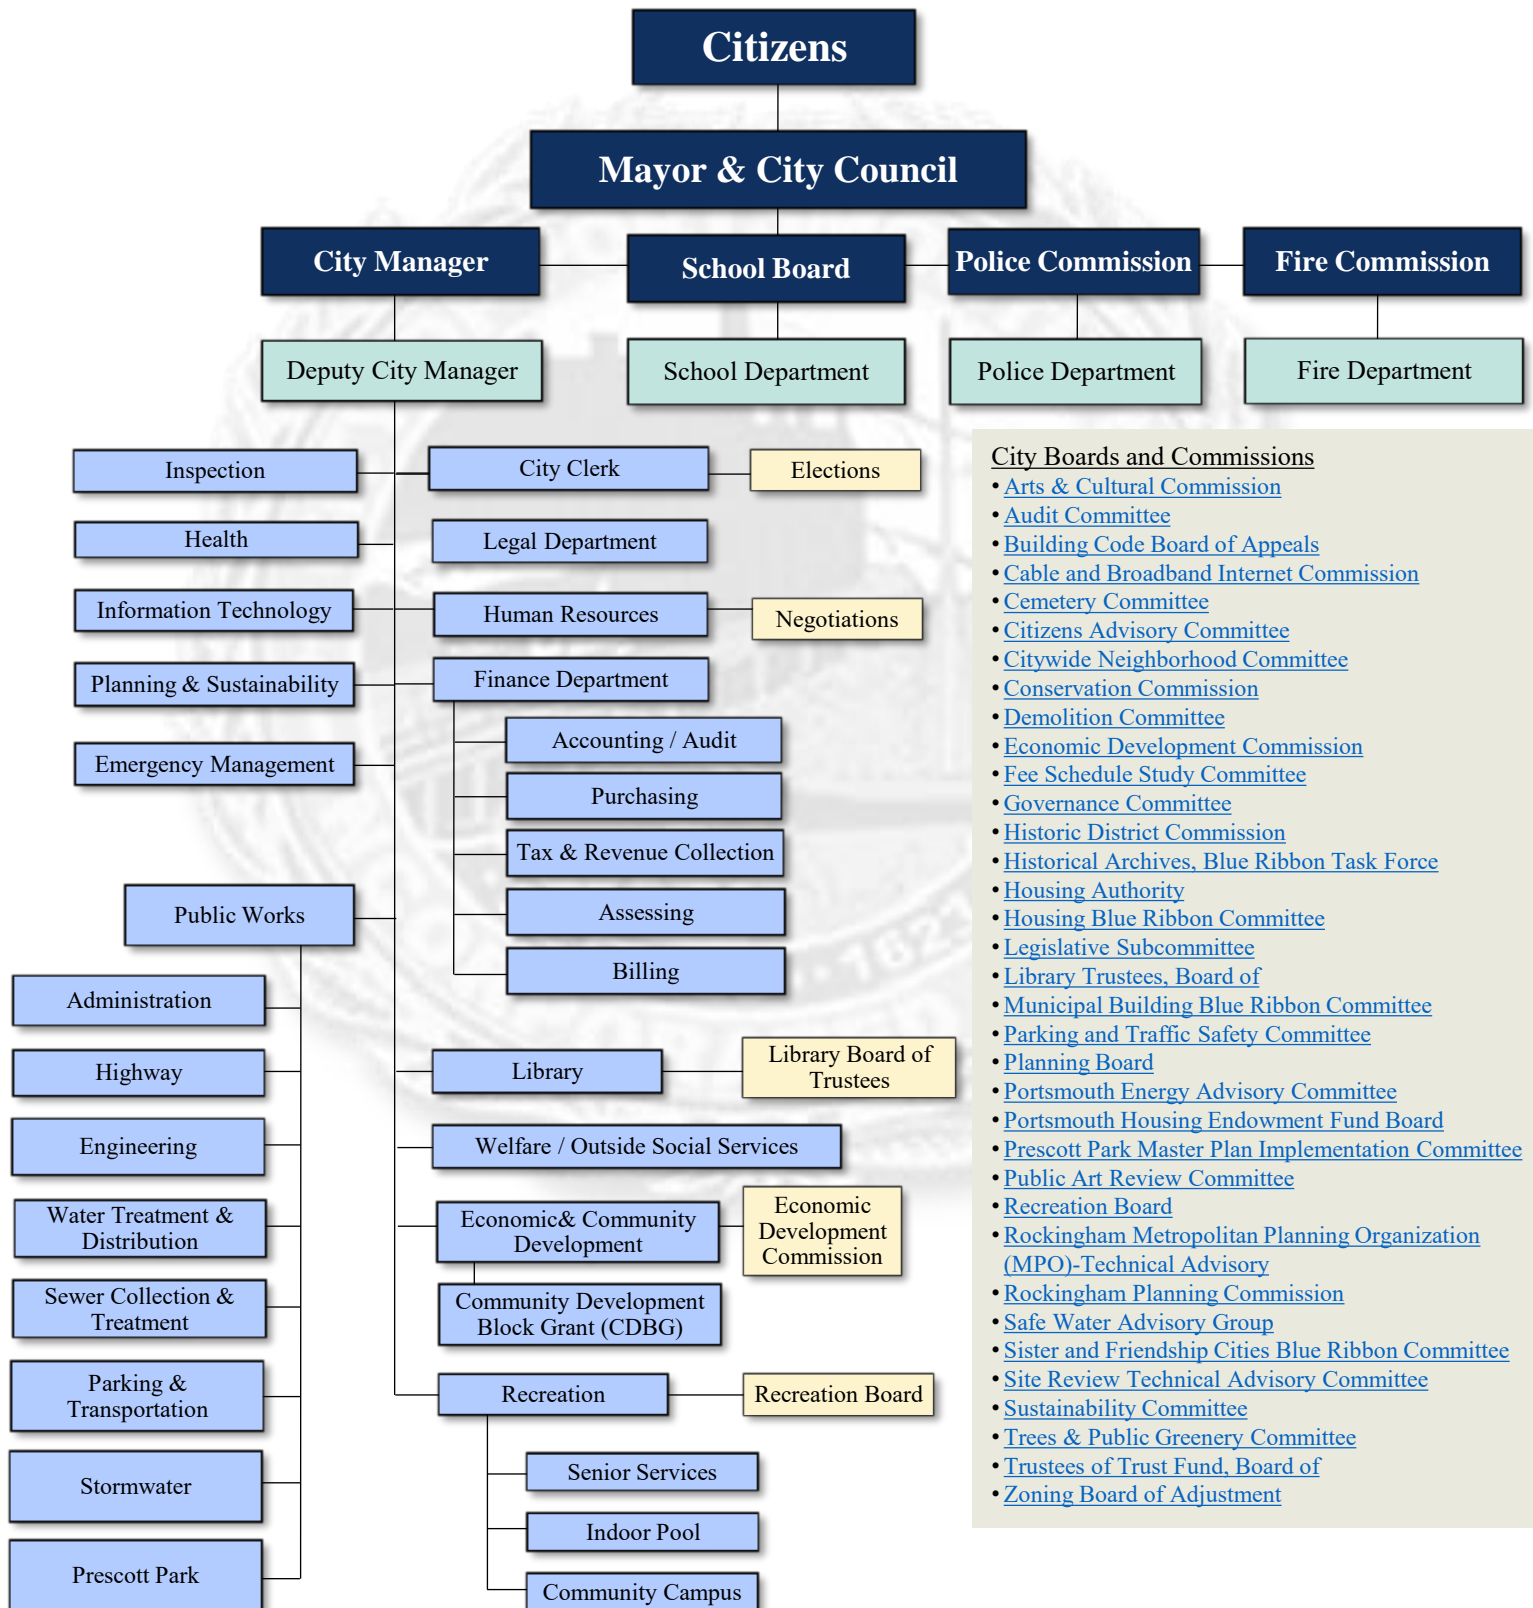 Citizens
Mayor & City Council
City Manager
School Board
Police Commission
Fire Commission
Deputy City Manager
School Department
Police Department
Fire Department
Inspection
City Clerk
Elections
Health
Legal Department
Information Technology
Human Resources
Negotiations
Planning & Sustainability
Finance Department
Emergency Management
Accounting / Audit
Purchasing
Tax & Revenue Collection
Assessing
Billing
Public Works
Administration
Highway
Engineering
Water Treatment &
Distribution
Sewer Collection &
Treatment
Parking &
Transportation
Stormwater
Prescott Park
Library
Library Board of
Trustees
Welfare / Outside Social Services
Economic& Community
Development
Economic
Development
Commission
Community Development
Block Grant (CDBG)
Recreation
Recreation Board
Senior Services
Indoor Pool
Community Campus
City Boards and Commissions
• Arts & Cultural Commission
• Audit Committee
• Building Code Board of Appeals
• Cable and Broadband Internet Commission
• Cemetery Committee
• Citizens Advisory Committee
• Citywide Neighborhood Committee
• Conservation Commission
• Demolition Committee
• Economic Development Commission
• Fee Schedule Study Committee
• Governance Committee
• Historic District Commission
• Historical Archives, Blue Ribbon Task Force
• Housing Authority
• Housing Blue Ribbon Committee
• Legislative Subcommittee
• Library Trustees, Board of
• Municipal Building Blue Ribbon Committee
• Parking and Traffic Safety Committee
• Planning Board
• Portsmouth Energy Advisory Committee
• Portsmouth Housing Endowment Fund Board
• Prescott Park Master Plan Implementation Committee
• Public Art Review Committee
• Recreation Board
• Rockingham Metropolitan Planning Organization
(MPO)-Technical Advisory
• Rockingham Planning Commission
• Safe Water Advisory Group
• Sister and Friendship Cities Blue Ribbon Committee
• Site Review Technical Advisory Committee
• Sustainability Committee
• Trees & Public Greenery Committee
• Trustees of Trust Fund, Board of
• Zoning Board of Adjustment